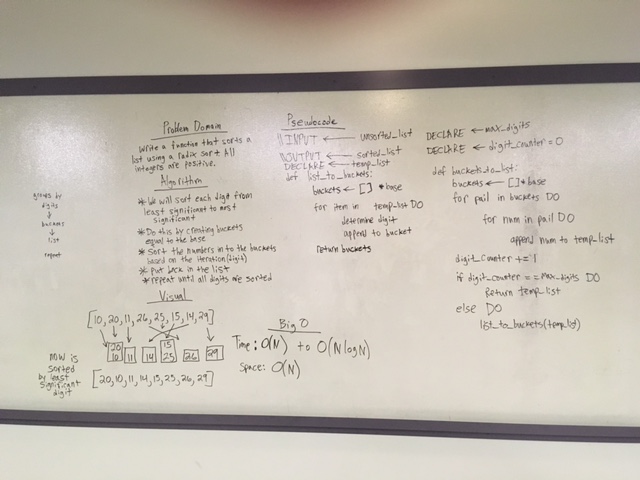 Problem Domain
Write a function that sorts a
list using a radix sort. All
integers are positive.
Algorithm
* We will sort each digit from
least significant to most
significant
* Do this by creating buckets
equal to the base
* Sort the numbers in to the buckets
based on the iteration (digit)
* put back in the list
* repeat until all digits are sorted
Visual
[10, 20, 11, 26, 25, 15, 14, 29]
20
10
11
14
15
25
26
29
[20, 10, 11, 14, 15, 25, 26, 29]
is
sorted
by least
significant
digit
groups by
digits
↓
buckets
↓
list
↓
repeat
Pseudocode
\\INPUT ← unsorted_list
\\OUTPUT ← sorted_list
DECLARE ← temp_list
def list_to_buckets:
buckets ← [] *base
for item in temp_list DO
determine digit
append to bucket
return buckets
Big O
Time: O(N) to O(N log N)
Space: O(N)
DECLARE ← max_digits
DECLARE ← digit_counter = 0
def buckets_to_list:
buckets ← []*base
for pail in buckets DO
for num in pail DO
append num to temp_list
digit_counter += 1
if digit_counter == max_digits DO
Return temp_list
else DO
list_to_buckets(temp_list)